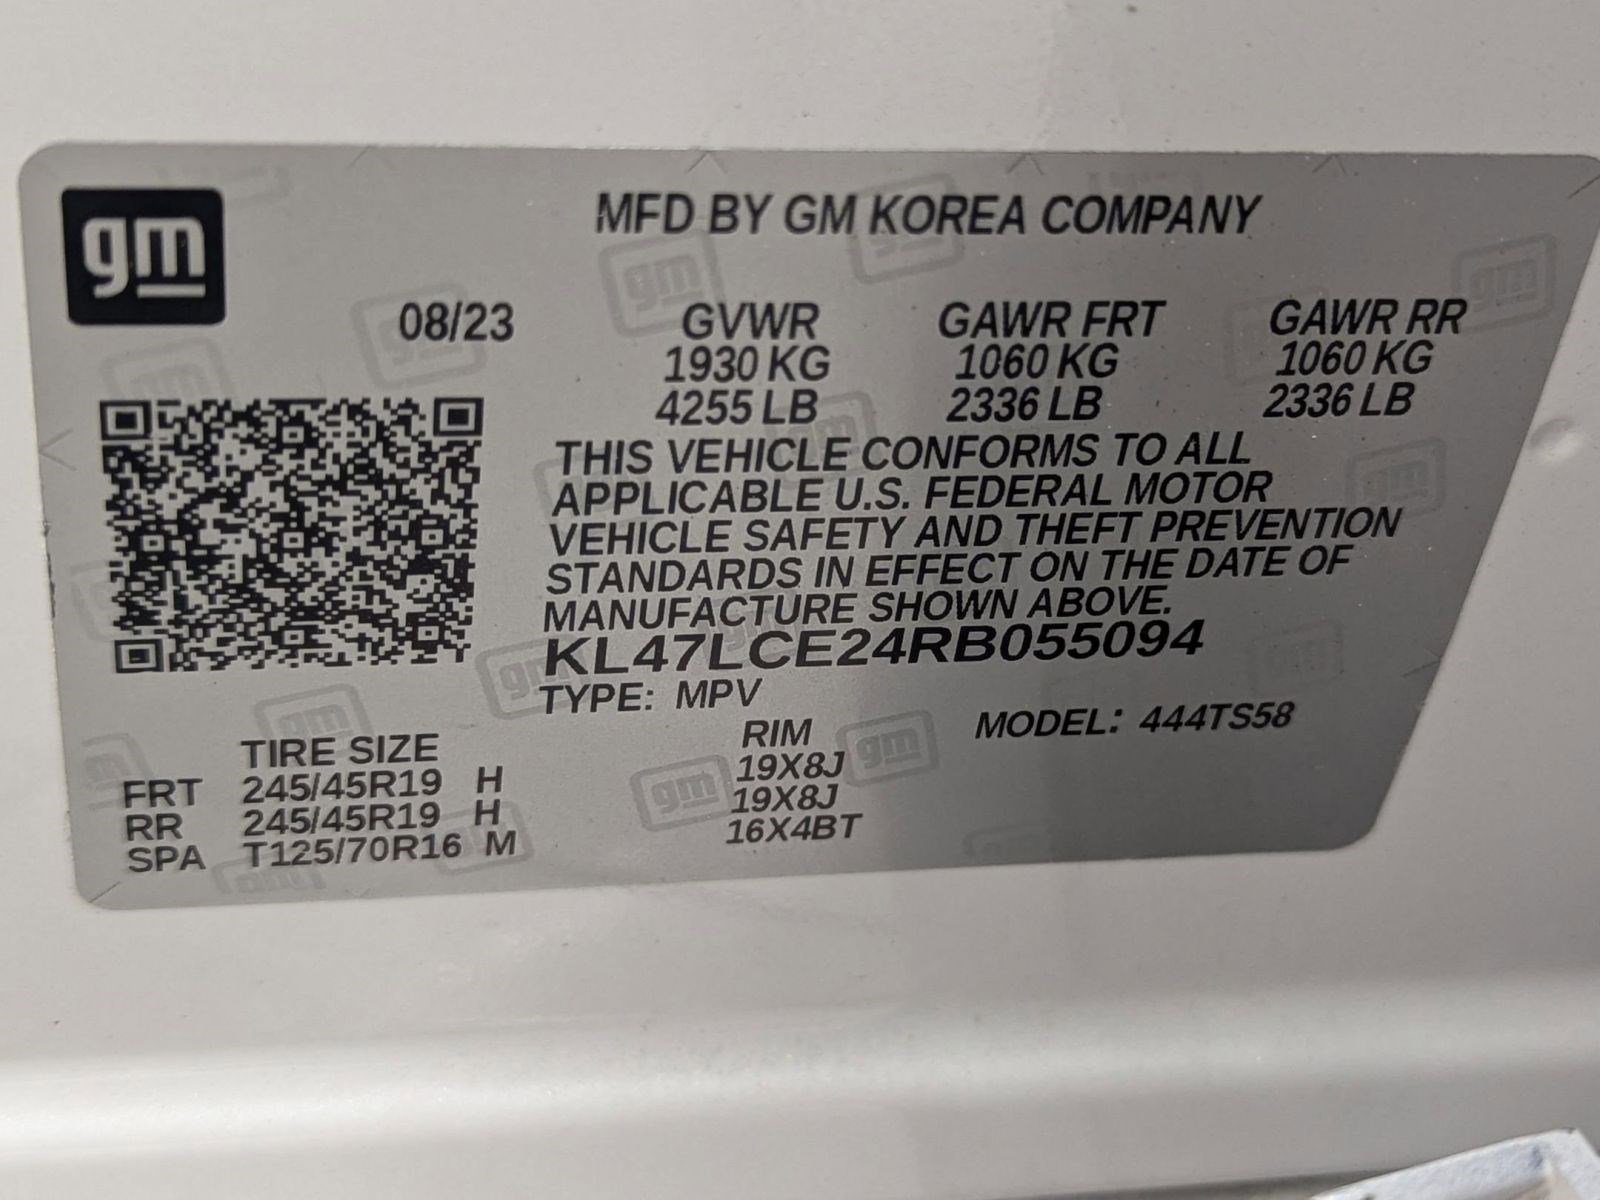 gm
MFD BY GM KOREA COMPANY
08/23 GVWR GAWR FRT GAWR RR
1930 KG 1060 KG 1060 KG
4255 LB 2336 LB 2336 LB
THIS VEHICLE CONFORMS TO ALL
APPLICABLE U.S. FEDERAL MOTOR
VEHICLE SAFETY AND THEFT PREVENTION
STANDARDS IN EFFECT ON THE DATE OF
MANUFACTURE SHOWN ABOVE.
KL47LCE24RB055094
TYPE: MPV
TIRE SIZE RIM MODEL: 444TS58
FRT 245/45R19 H 19X8J
RR 245/45R19 H 19X8J
SPA T125/70R16 M 16X4BT